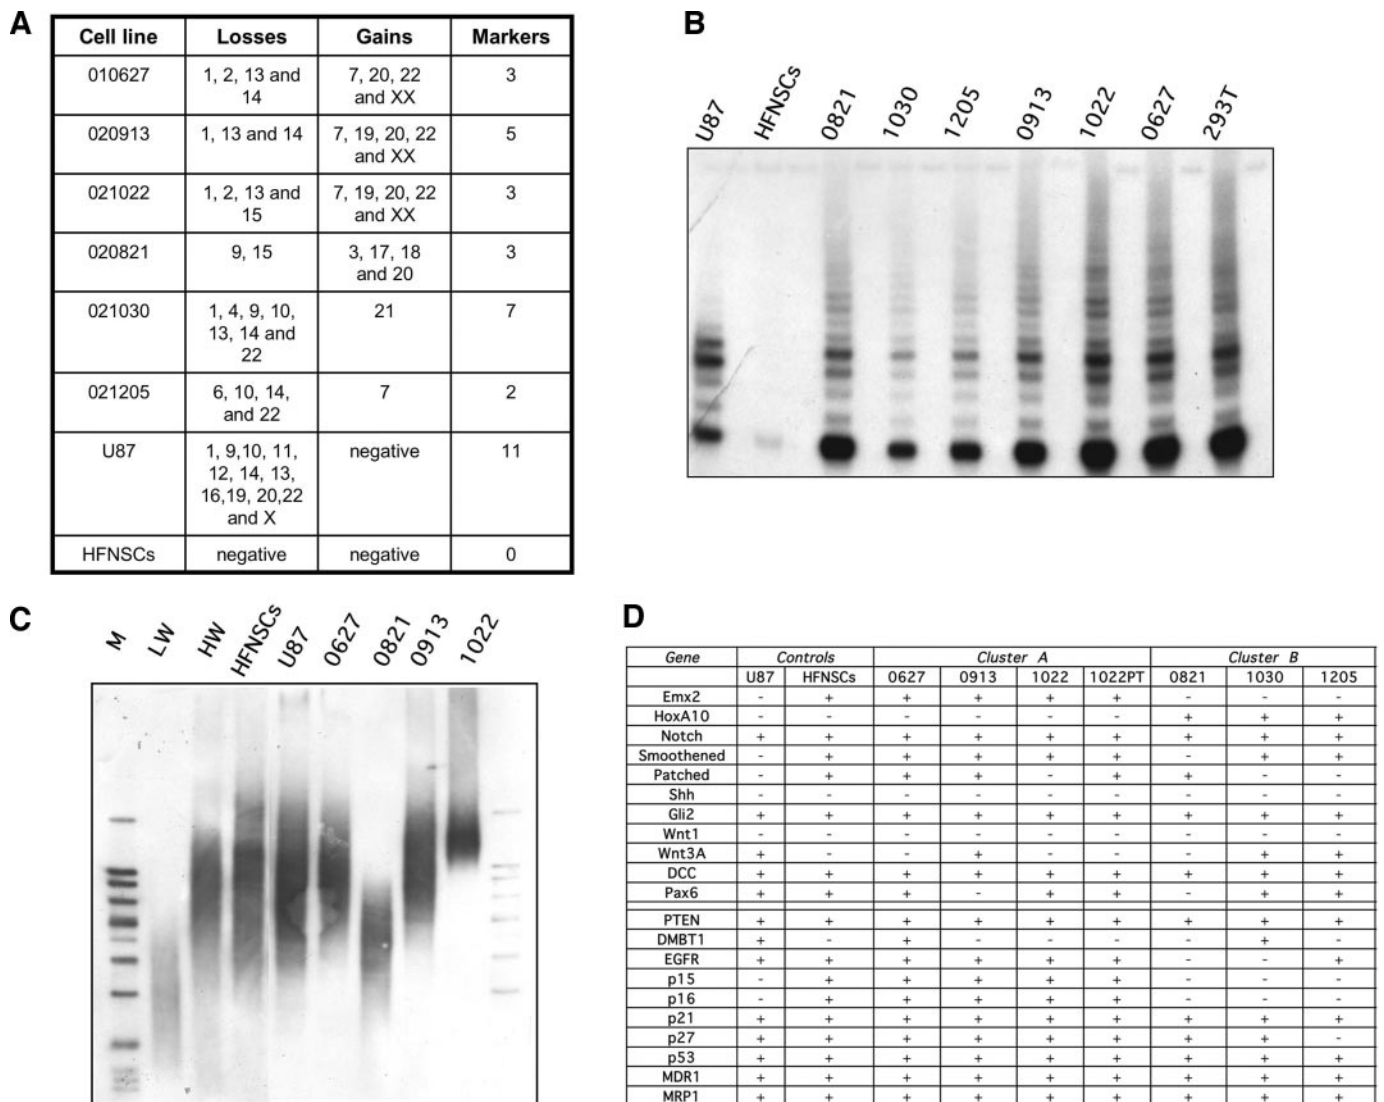 A
Cell line Losses Gains Markers
010627 1, 2, 13 and 14 7, 20, 22 and XX 3
020913 1, 13 and 14 7, 19, 20, 22 and XX 5
021022 1, 2, 13 and 15 7, 19, 20, 22 and XX 3
020821 9, 15 3, 17, 18 and 20 3
021030 1, 4, 9, 10, 13, 14 and 22 21 7
021205 6, 10, 14, and 22 7 2
U87 1, 9,10, 11, 12, 14, 13, 16,19, 20,22 and X negative 11
HFNSCs negative negative 0
B
U87 HFNSCs 0821 1030 1205 0913 1022 0627 293T
C
M LW HW HFNSCs U87 0627 0821 0913 1022
D
Gene Controls Cluster A Cluster B
U87 HFNSCs 0627 0913 1022 1022PT 0821 1030 1205
Emx2 - + + + + + - - -
HoxA10 - - - - - - + + +
Notch + + + + + + + + +
Smoothened - + + + + + - + +
Patched - + + + - + + - -
Shh - - - - - - - - -
Gli2 + + + + + + + + +
Wnt1 - - - - - - - - -
Wnt3A + - - + - - - + +
DCC + + + + + + + + +
Pax6 + + + - + + - + +
PTEN + + + + + + + + +
DMBT1 + - + - - - - + -
EGFR + + + + + + - - +
p15 - + + + + + - - -
p16 - + + + + + - - -
p21 + + + + + + + + +
p27 + + + + + + + + -
p53 + + + + + + + + +
MDR1 + + + + + + + + +
MRP1 + + + + + + + + +